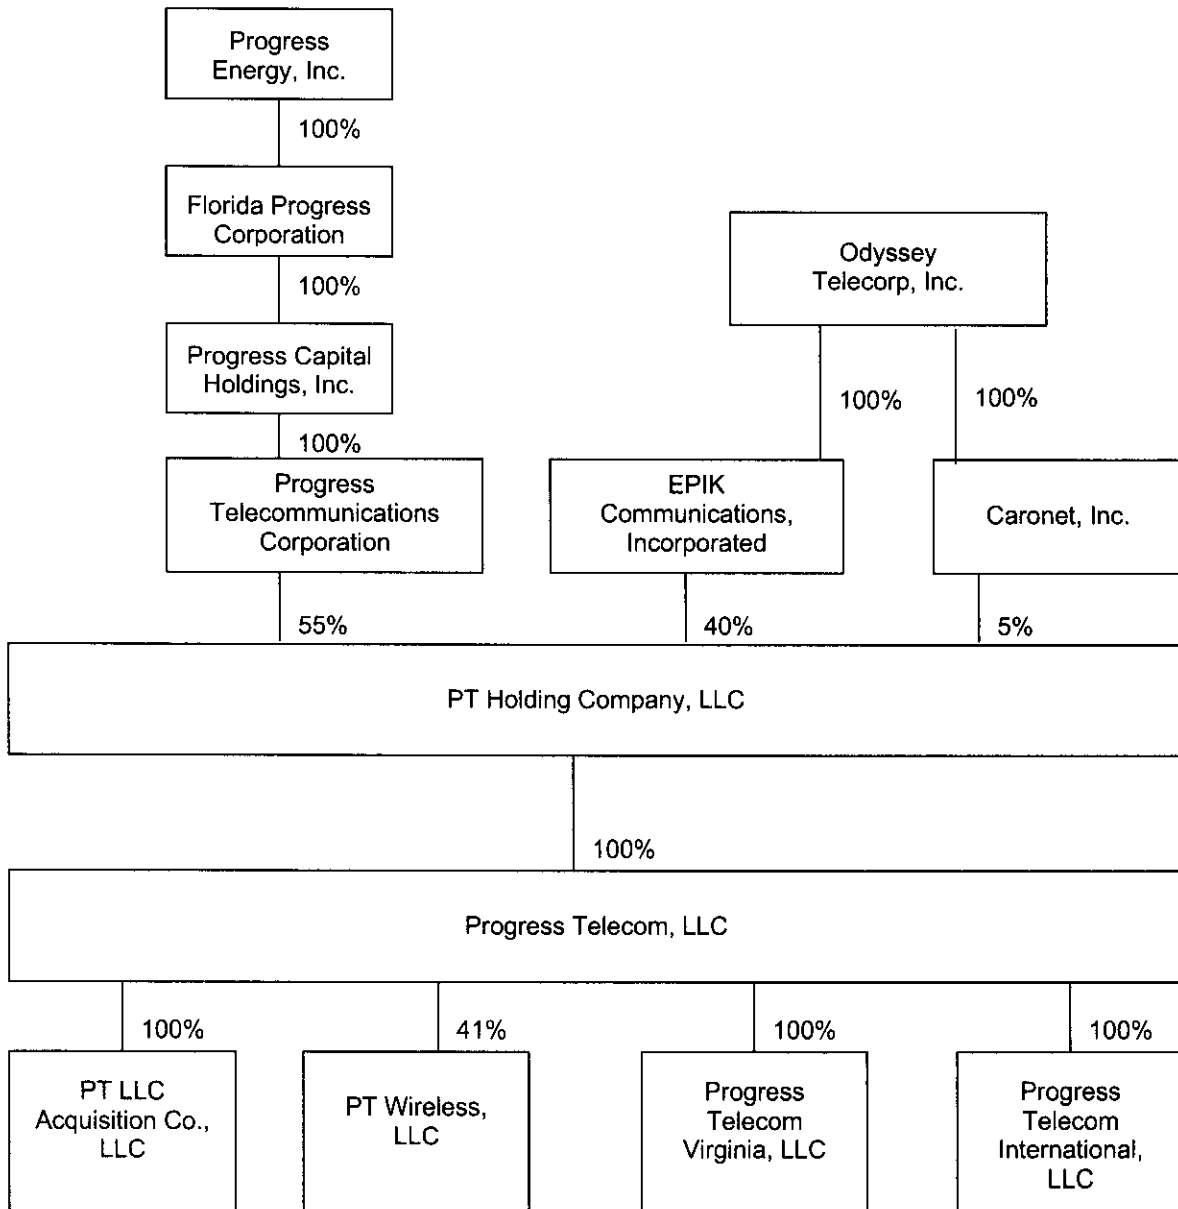 Progress
Energy, Inc.
100%
Florida Progress
Corporation
100%
Progress Capital
Holdings, Inc.
100%
Progress
Telecommunications
Corporation
55%
Odyssey
Telecorp, Inc.
100%
100%
EPIK
Communications,
Incorporated
40%
Caronet, Inc.
5%
PT Holding Company, LLC
100%
Progress Telecom, LLC
100%
41%
100%
100%
PT LLC
Acquisition Co.,
LLC
PT Wireless,
LLC
Progress
Telecom
Virginia, LLC
Progress
Telecom
International,
LLC